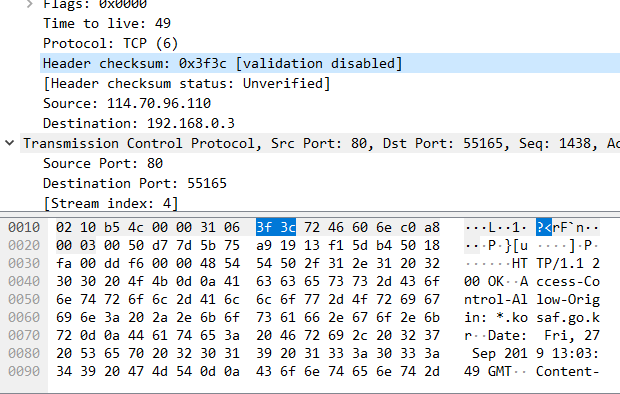 Flags: 0x0000
Time to live: 49
Protocol: TCP (6)
Header checksum: 0x3f3c [validation disabled]
[Header checksum status: Unverified]
Source: 114.70.96.110
Destination: 192.168.0.3
Transmission Control Protocol, Src Port: 80, Dst Port: 55165, Seq: 1438, Ac
Source Port: 80
Destination Port: 55165
[Stream index: 4]
0010 02 10 b5 4c 00 00 31 06 3f 3c 72 46 60 6e c0 a8 ···L··1· ?<rF`n··
0020 00 03 00 50 d7 7d 5b 75 a9 19 13 f1 5d b4 50 18 ···P·}[u ····]·P·
0030 fa 00 dd f6 00 00 48 54 54 50 2f 31 2e 31 20 32 ······HT TP/1.1 2
0040 30 30 20 4f 4b 0d 0a 41 63 63 65 73 73 2d 43 6f 00 OK··A ccess-Co
0050 6e 74 72 6f 6c 2d 41 6c 6c 6f 77 2d 4f 72 69 67 ntrol-Al low-Orig
0060 69 6e 3a 20 2a 2e 6b 6f 73 61 66 2e 67 6f 2e 6b in: *.ko saf.go.k
0070 72 0d 0a 44 61 74 65 3a 20 46 72 69 2c 20 32 37 r··Date: Fri, 27
0080 20 53 65 70 20 32 30 31 39 20 31 33 3a 30 33 3a Sep 201 9 13:03:
0090 34 39 20 47 4d 54 0d 0a 43 6f 6e 74 65 6e 74 2d 49 GMT·· Content-